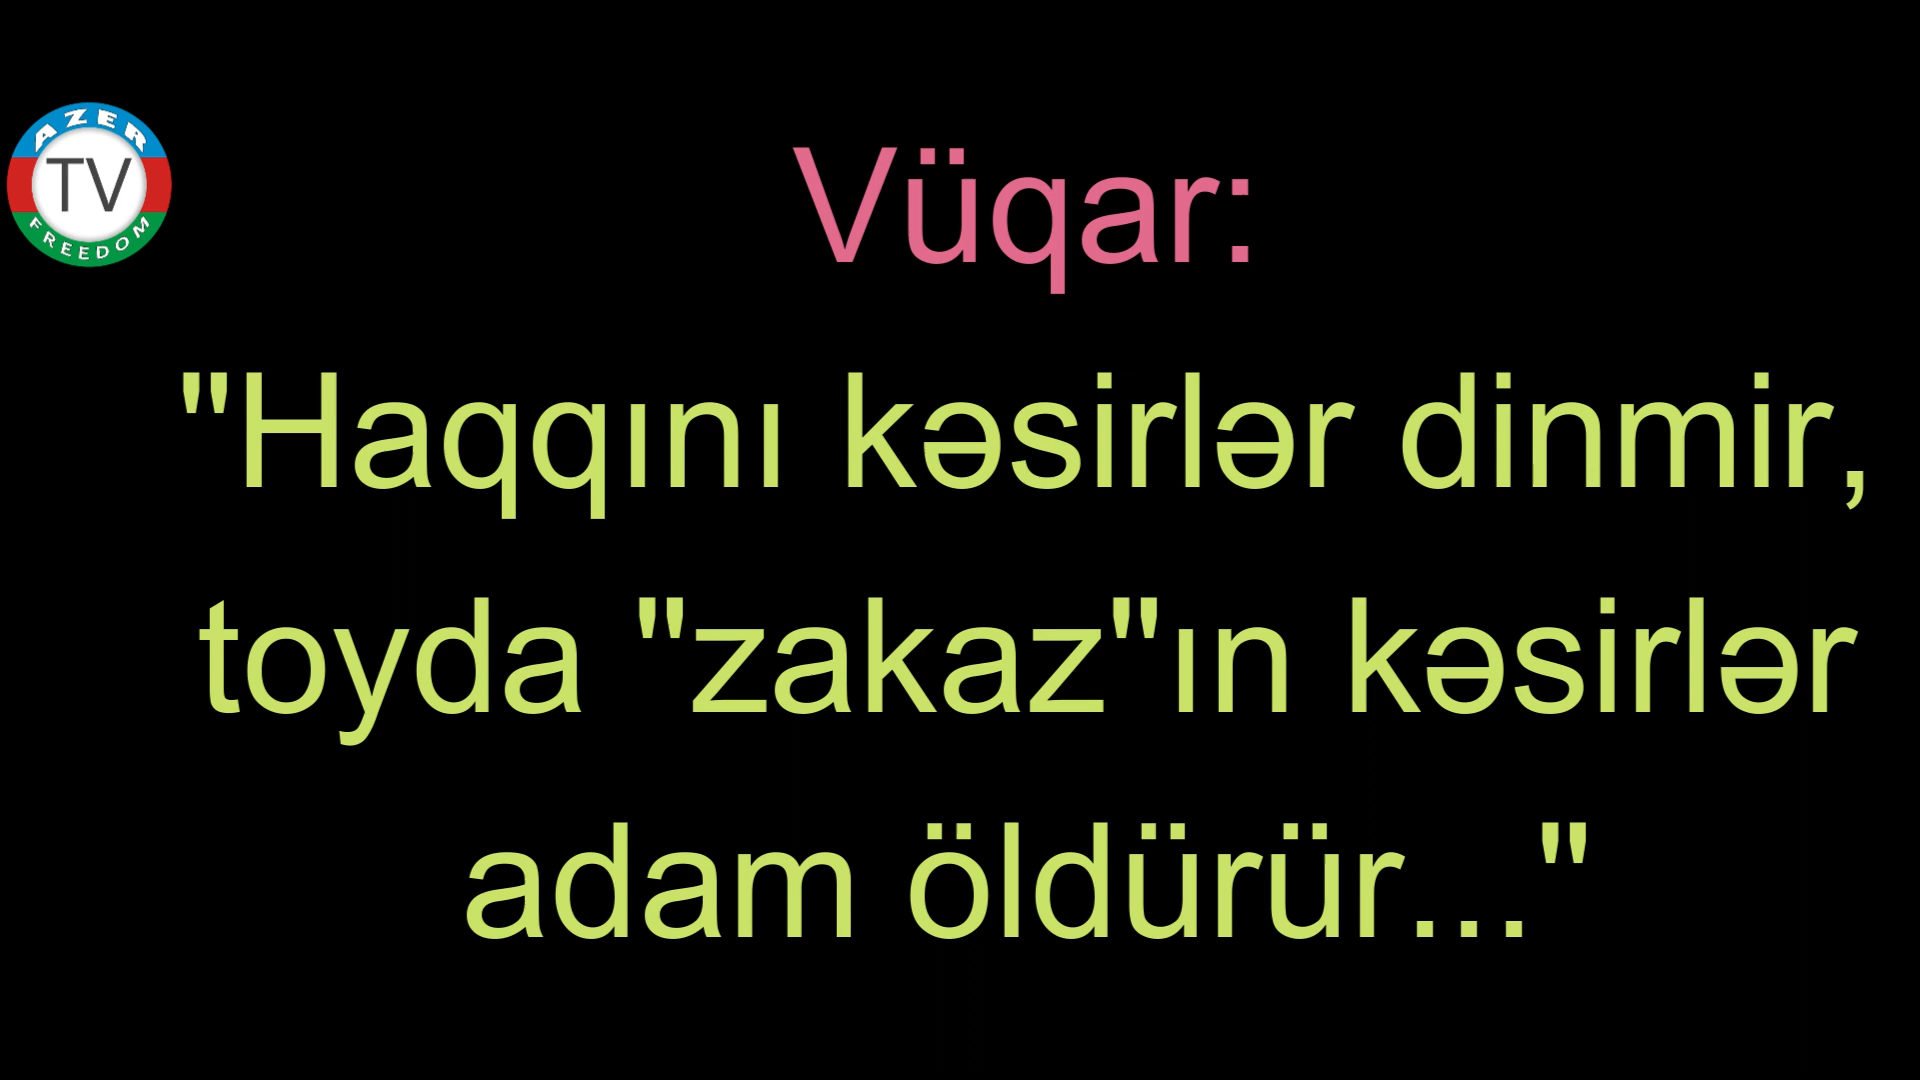 AZER
TV
FREEDOM
Vüqar:
"Haqqını kəsirlər dinmir,
toyda "zakaz"ın kəsirlər
adam öldürür..."